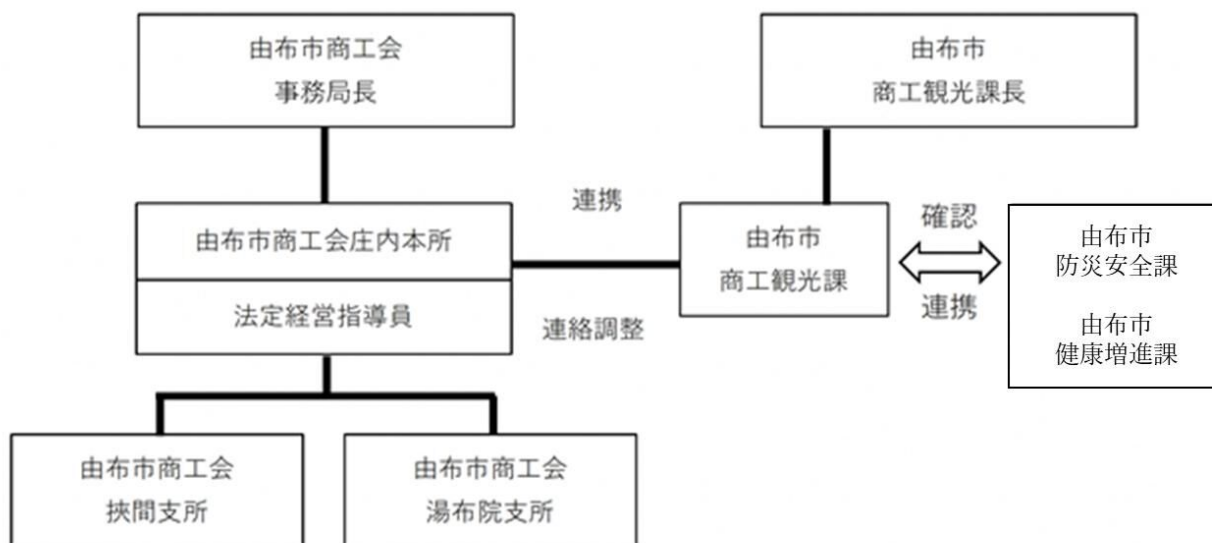 由布市商工会
事務局長
由布市
商工観光課長
由布市商工会庄内本所
法定経営指導員
連携
連絡調整
由布市
商工観光課
確認
連携
由布市
防災安全課
由布市
健康増進課
由布市商工会
挾間支所
由布市商工会
湯布院支所